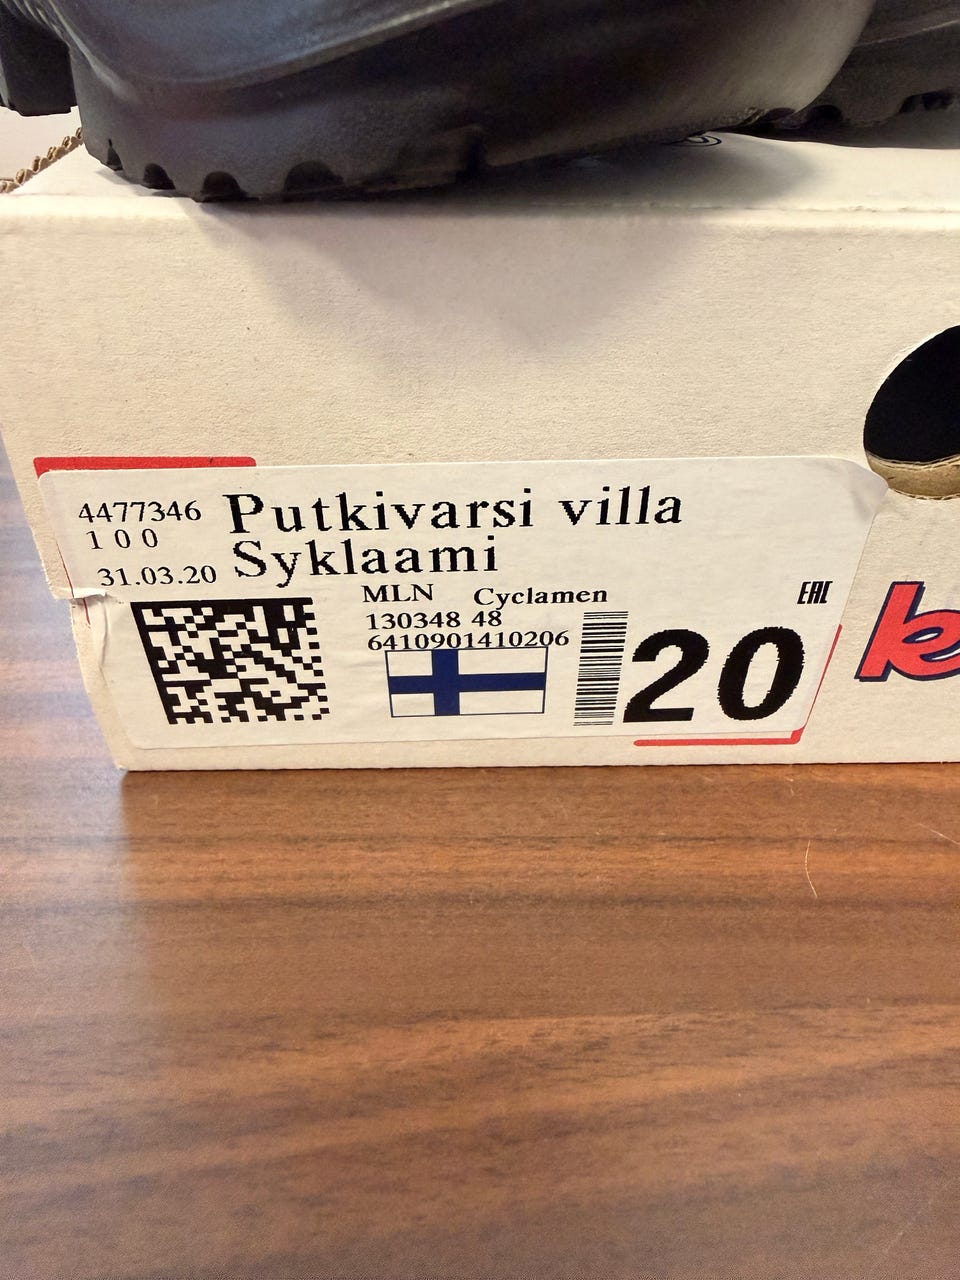 4477346 Putkivarsi villa
100
31.03.20 Syklaami
MLN Cyclamen
130348 48
6410901410206
20
EAC